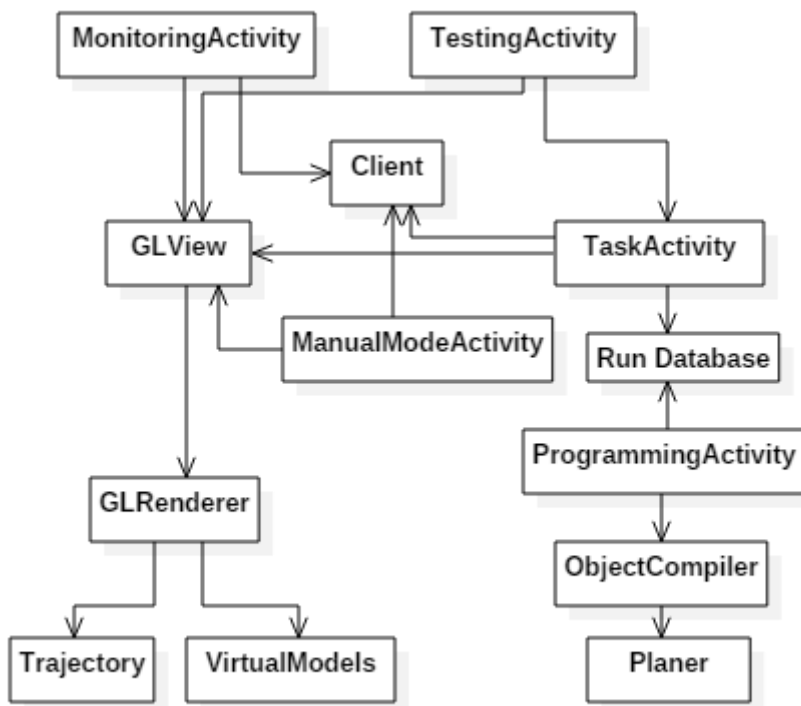 MonitoringActivity
TestingActivity
Client
GLView
TaskActivity
ManualModeActivity
Run Database
ProgrammingActivity
GLRenderer
ObjectCompiler
Trajectory
VirtualModels
Planer